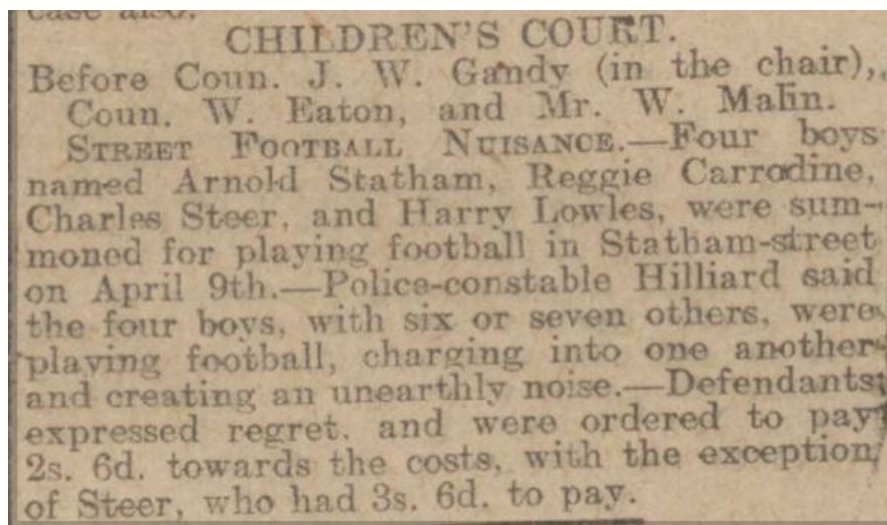 case also.
CHILDREN'S COURT.
Before Coun. J. W. Gandy (in the chair),
Coun. W. Eaton, and Mr. W. Malin.
STREET FOOTBALL NUISANCE.—Four boys
named Arnold Statham, Reggie Carrodine,
Charles Steer, and Harry Lowles, were sum-
moned for playing football in Statham-street
on April 9th.—Police-constable Hilliard said
the four boys, with six or seven others, were
playing football, charging into one another
and creating an unearthly noise.—Defendants
expressed regret. and were ordered to pay
2s. 6d. towards the costs, with the exception
of Steer, who had 3s. 6d. to pay.